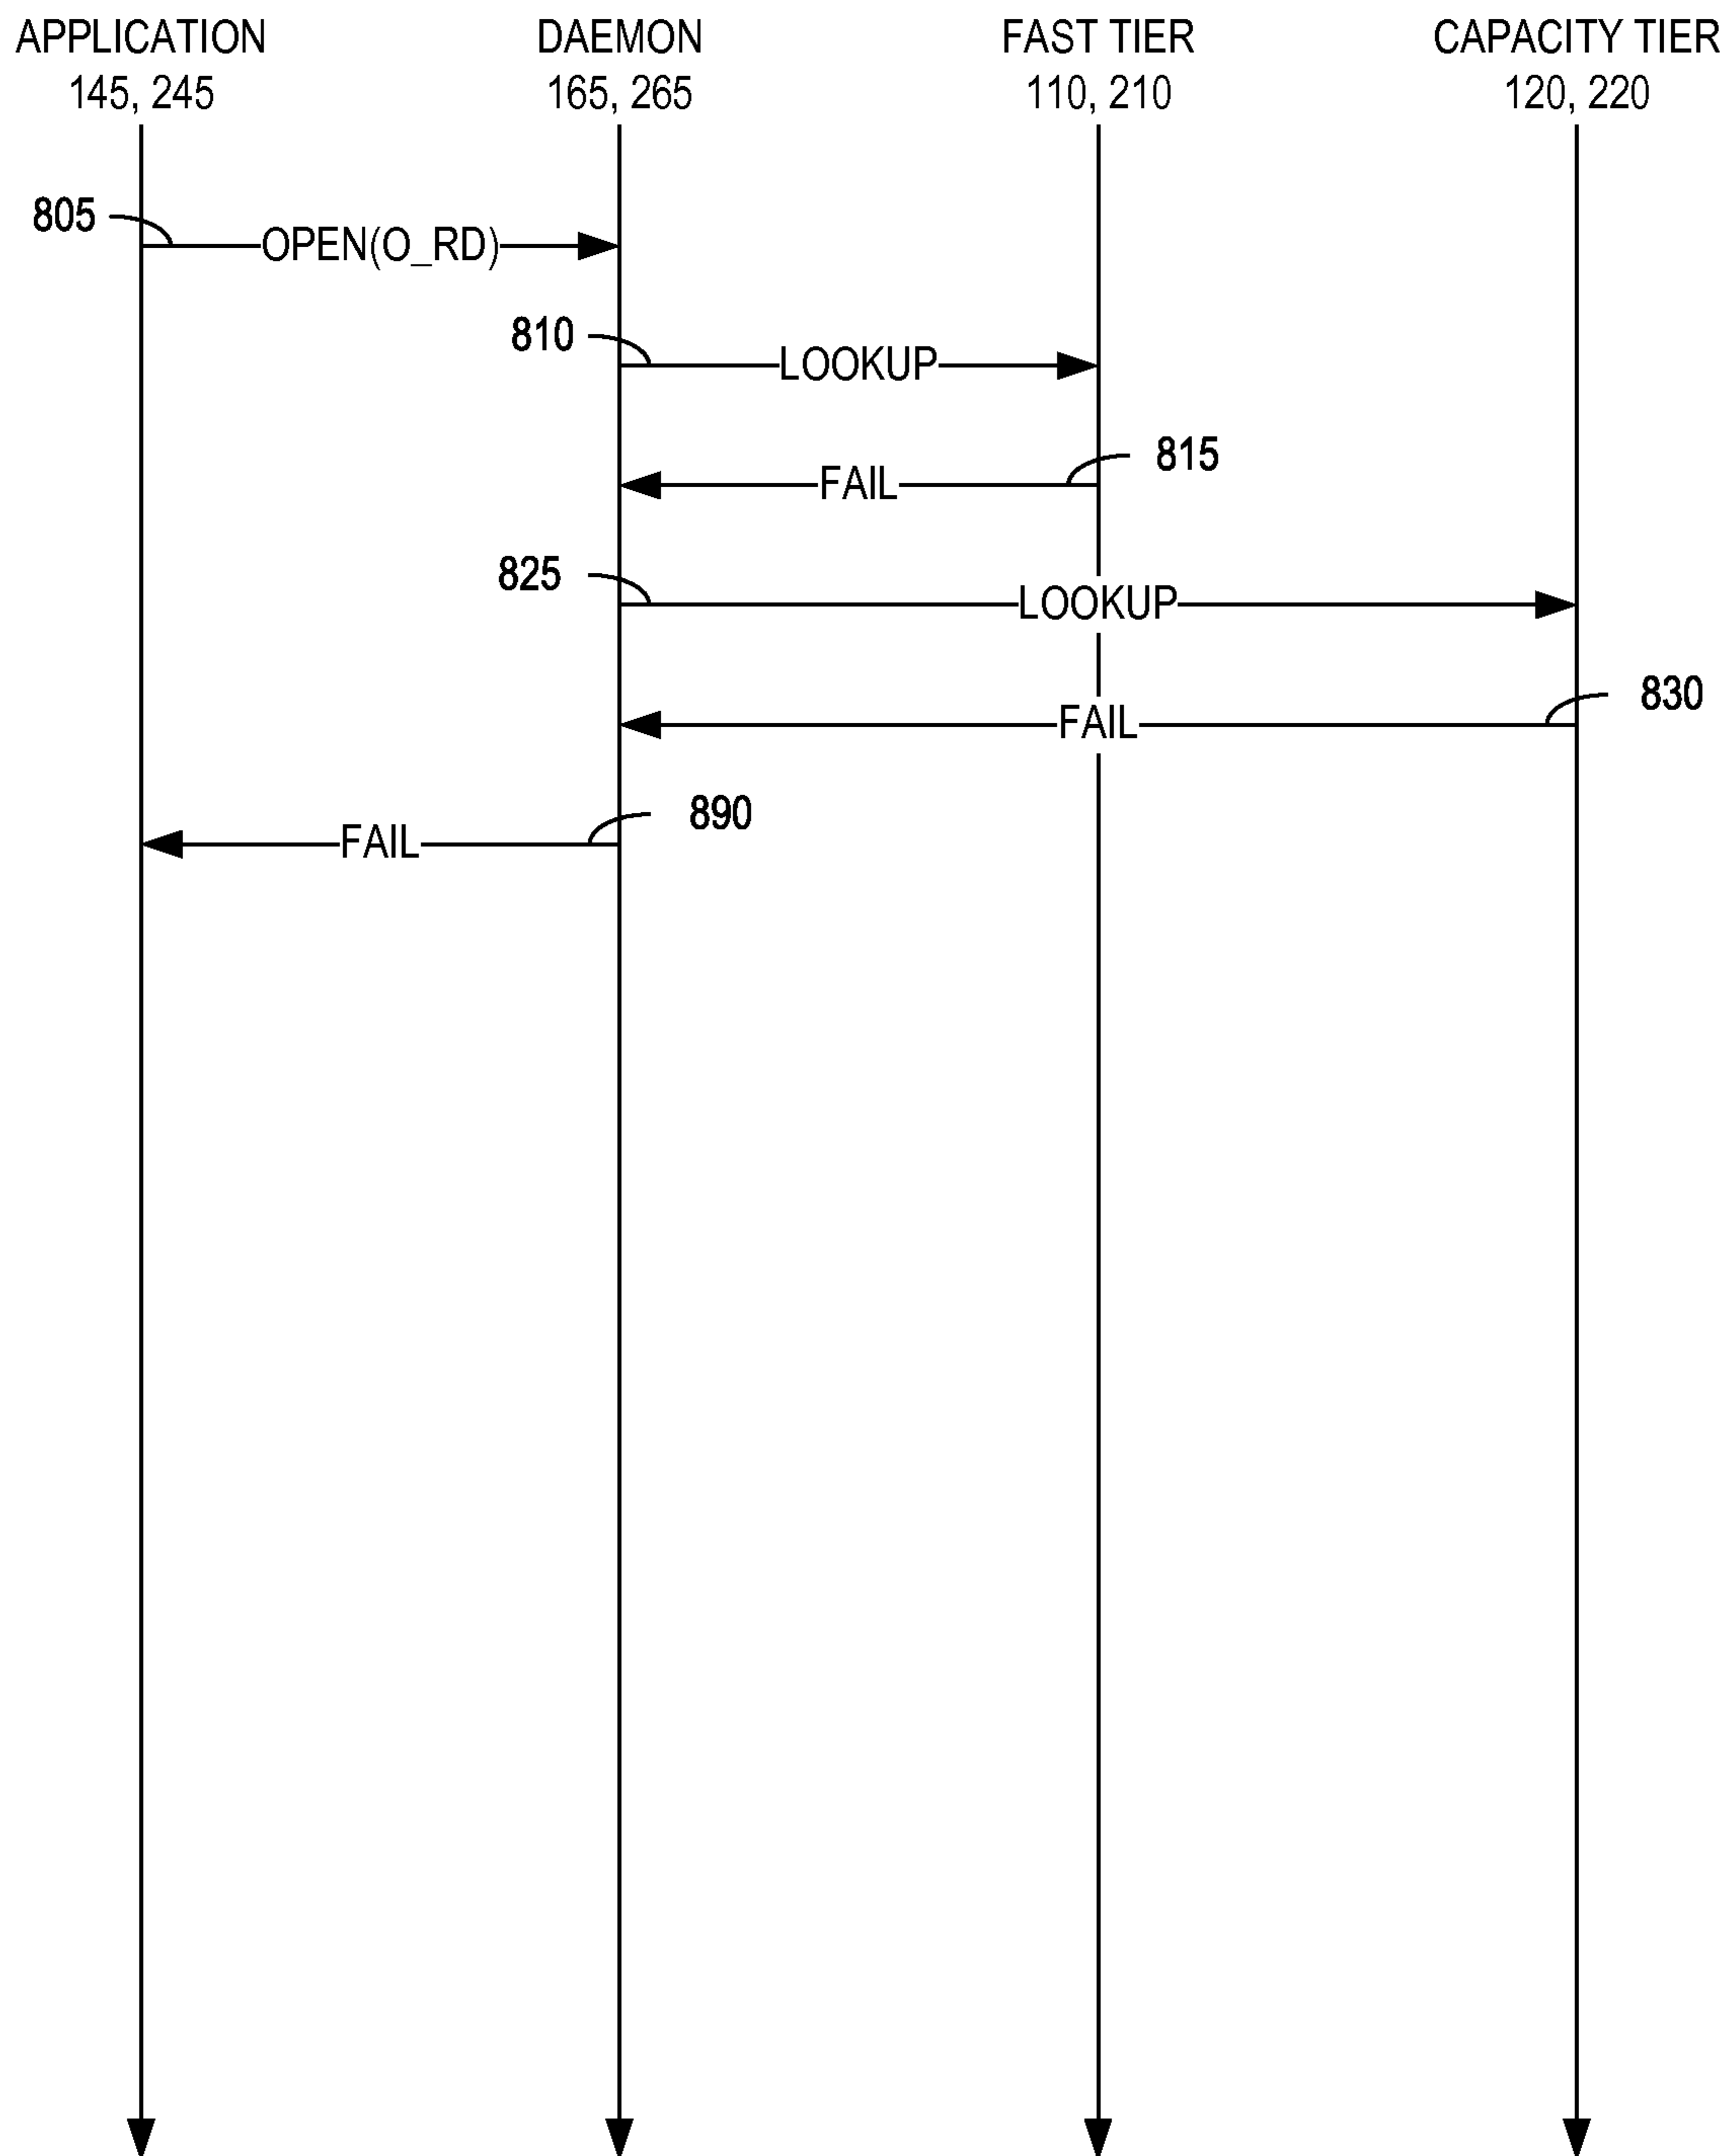 APPLICATION
145, 245
DAEMON
165, 265
FAST TIER
110, 210
CAPACITY TIER
120, 220
805
OPEN(O_RD)
810
LOOKUP
815
FAIL
825
LOOKUP
830
FAIL
890
FAIL